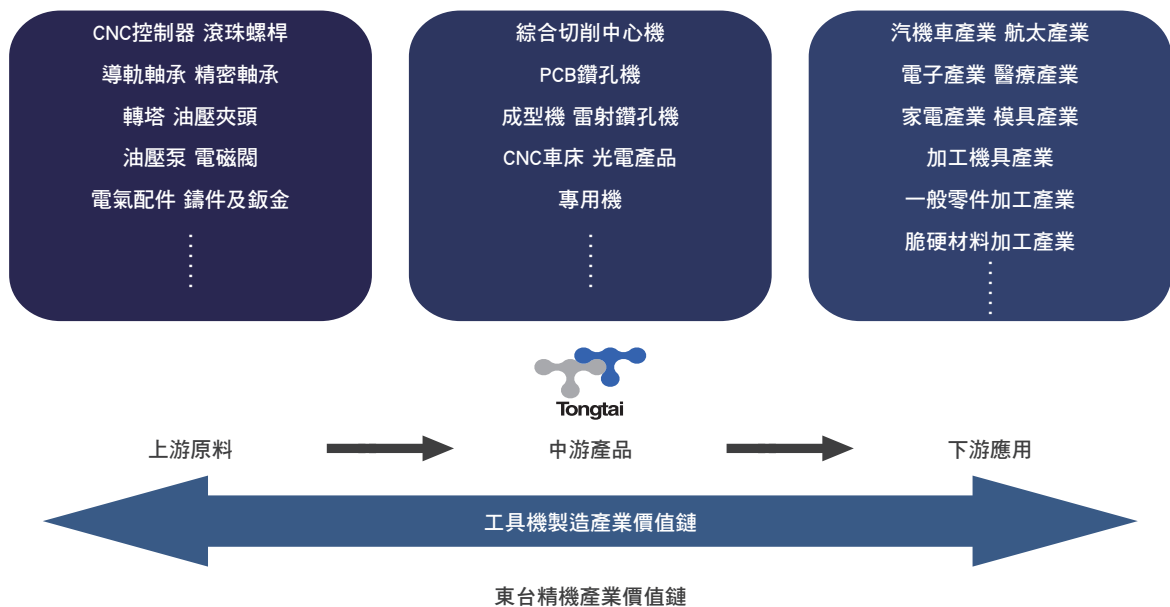 CNC控制器 滾珠螺桿
導軌軸承 精密軸承
轉塔 油壓夾頭
油壓泵 電磁閥
電氣配件 鑄件及鈑金
綜合切削中心機
PCB鑽孔機
成型機 雷射鑽孔機
CNC車床 光電產品
專用機
汽機車產業 航太產業
電子產業 醫療產業
家電產業 模具產業
加工機具產業
一般零件加工產業
脆硬材料加工產業
Tongtai
上游原料
中游產品
下游應用
工具機製造產業價值鏈
東台精機產業價值鏈